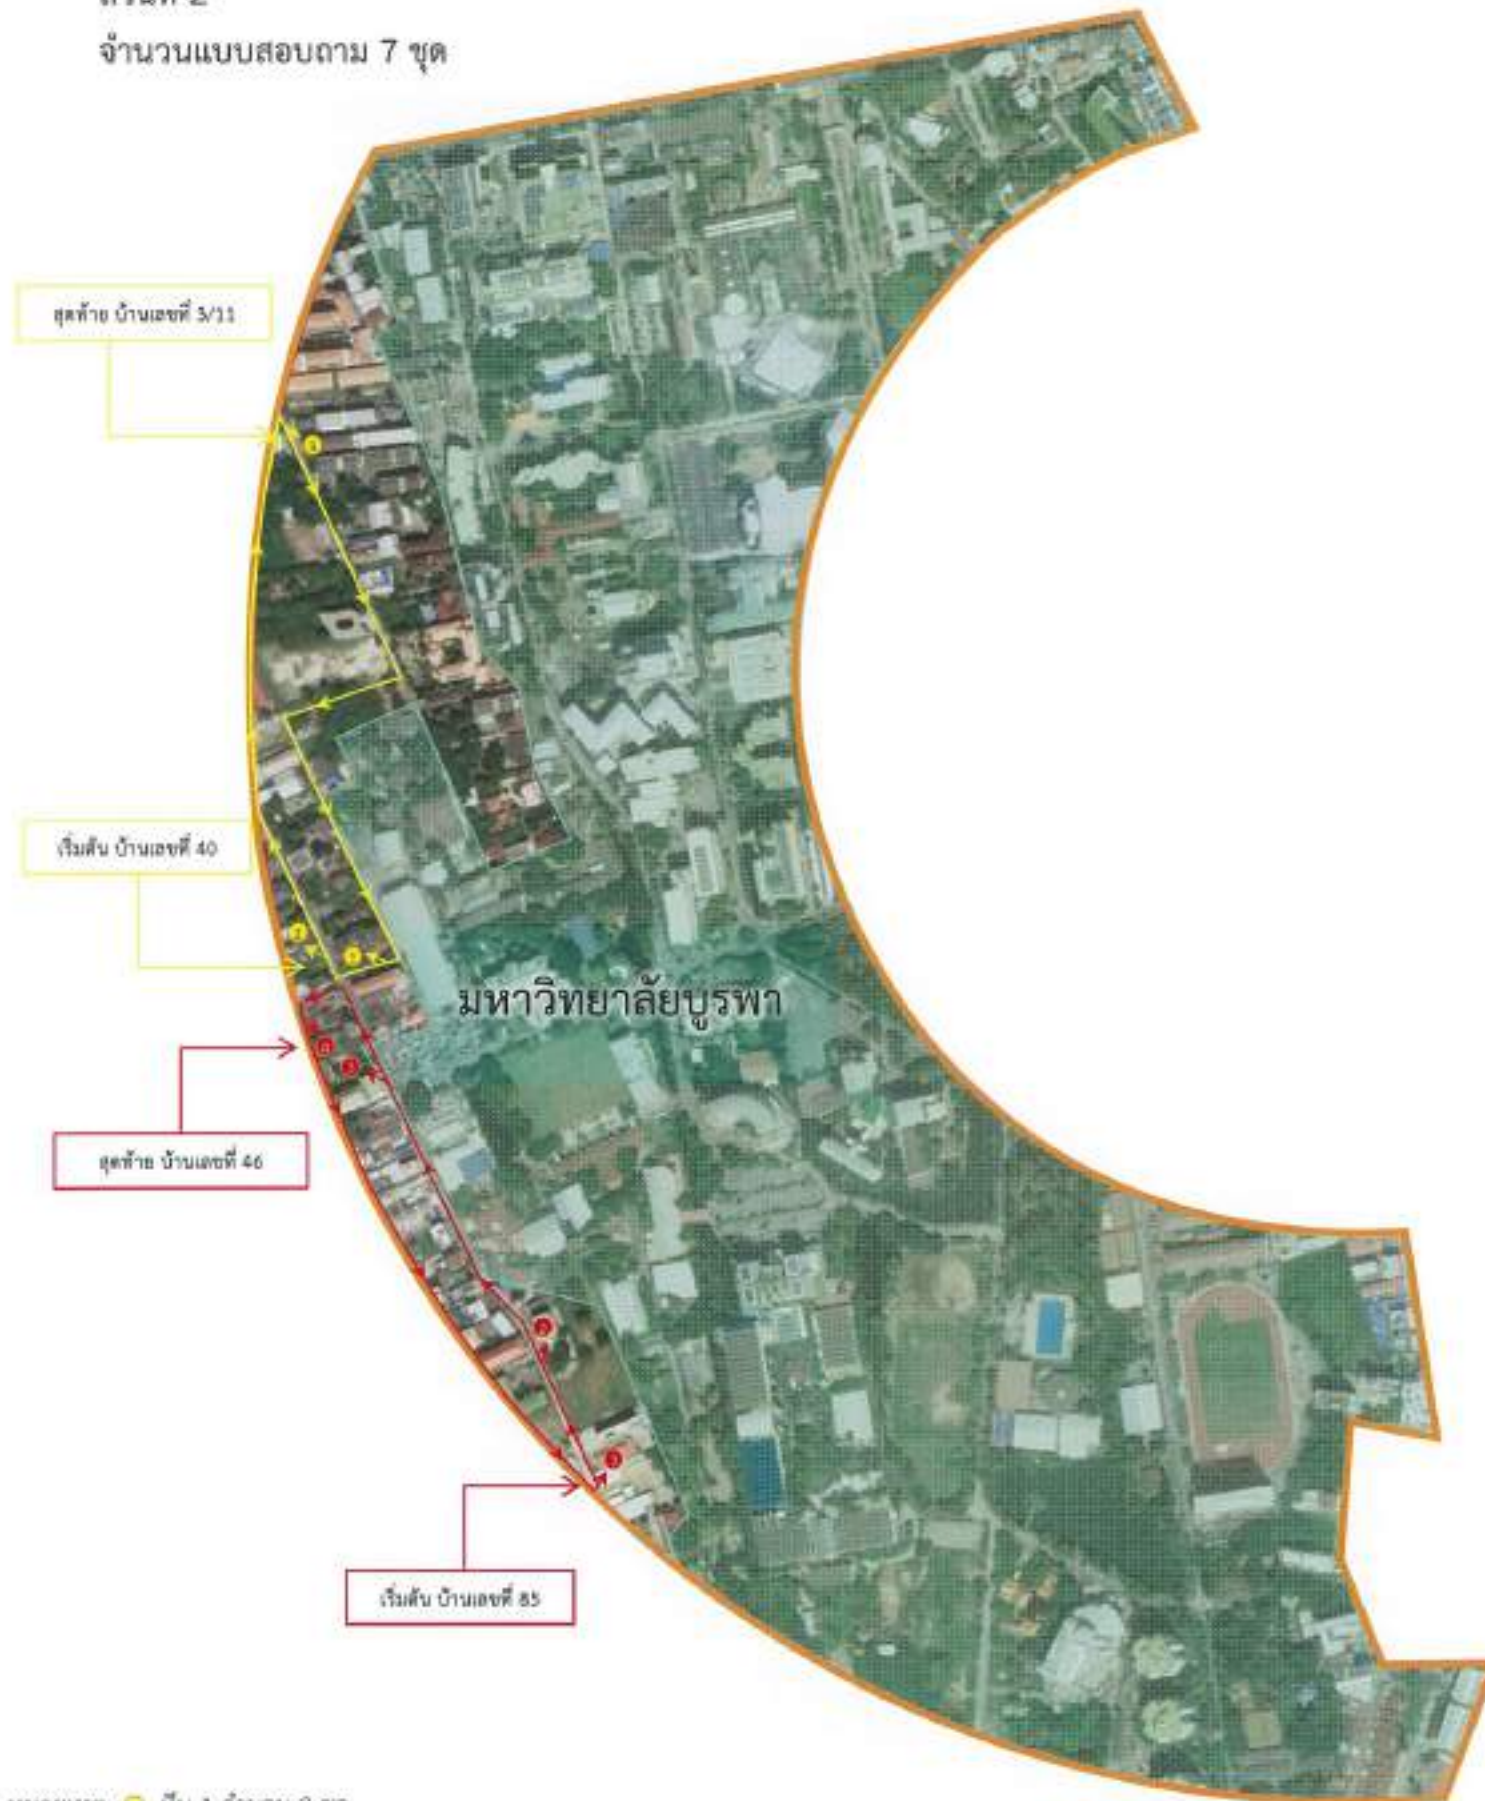 จำนวนแบบสอบถาม 7 ชุด
สุดท้าย บ้านเลขที่ 3/11
เริ่มต้น บ้านเลขที่ 40
มหาวิทยาลัยบูรพา
สุดท้าย บ้านเลขที่ 46
เริ่มต้น บ้านเลขที่ 85